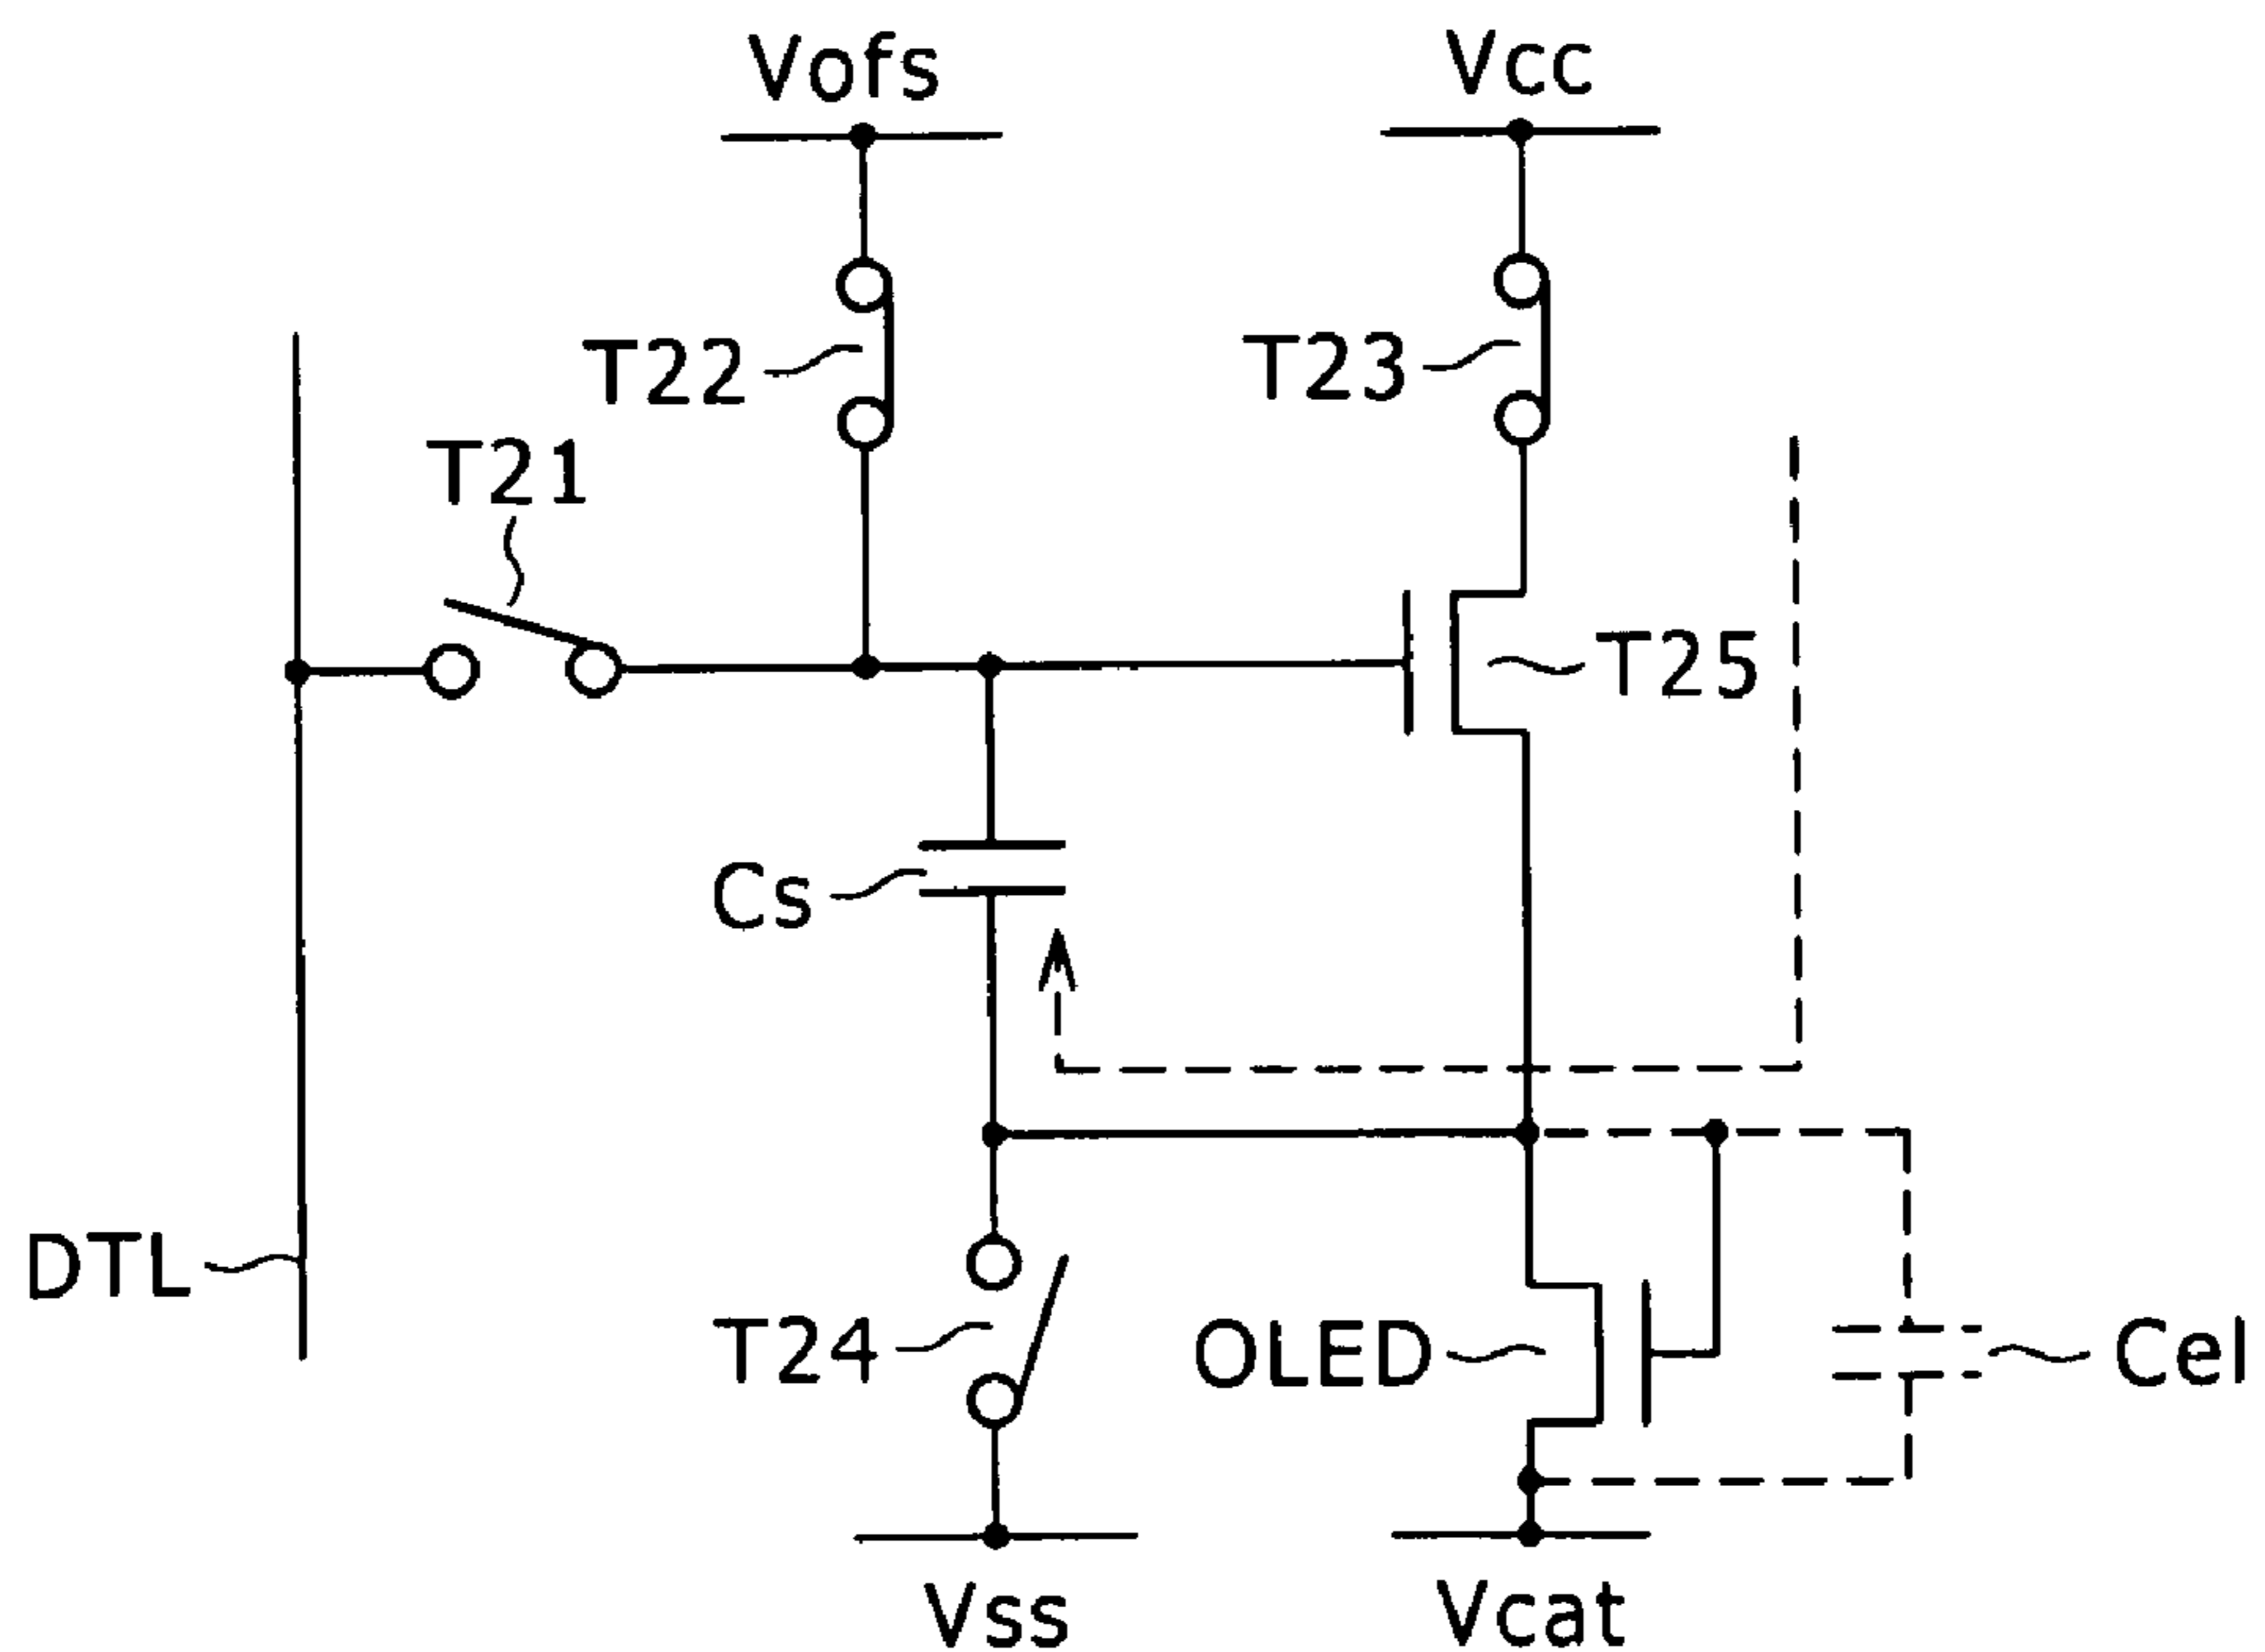 Vofs
Vcc
T22
T23
T21
T25
Cs
DTL
T24
OLED
Cel
Vss
Vcat